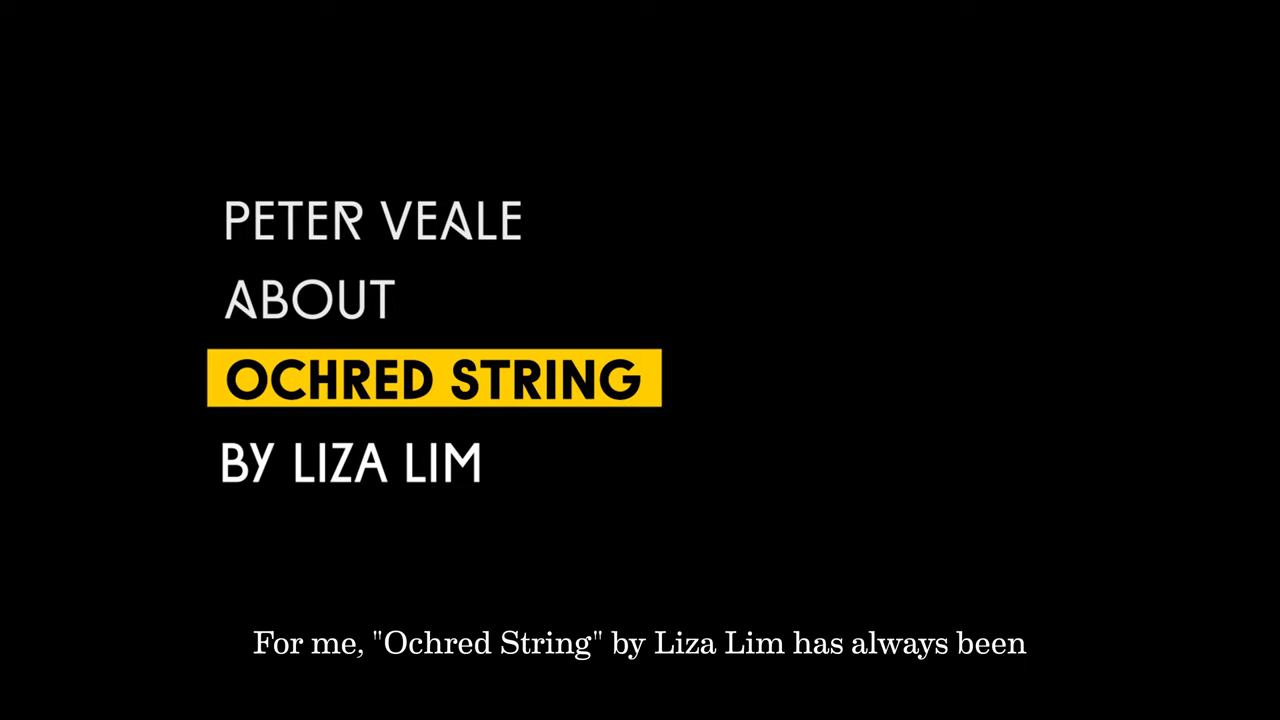 PETER VEALE
ABOUT
OCHRED STRING
BY LIZA LIM
For me, "Ochred String" by Liza Lim has always been